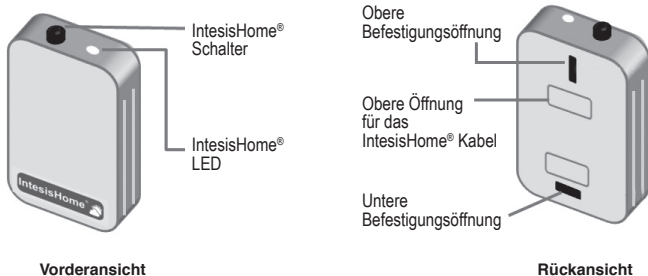 IntesisHome®
Schalter
IntesisHome®
LED
IntesisHome®
Vorderansicht
Obere
Befestigungsöffnung
Obere Öffnung
für das
IntesisHome® Kabel
Untere
Befestigungsöffnung
Rückansicht